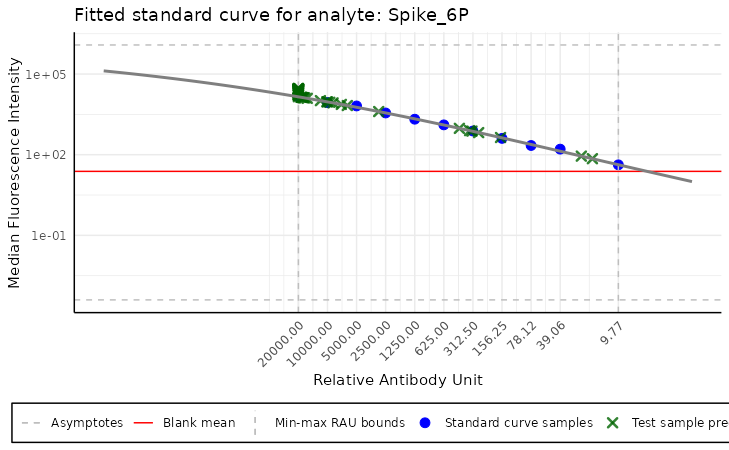 Fitted standard curve for analyte: Spike_6P
Median Fluorescence Intensity
1e+05
1e+02
1e-01
20000.00
10000.00
5000.00
2500.00
1250.00
625.00
312.50
156.25
78.12
39.06
9.77
Relative Antibody Unit
Asymptotes
Blank mean
Min-max RAU bounds
Standard curve samples
Test sample pre